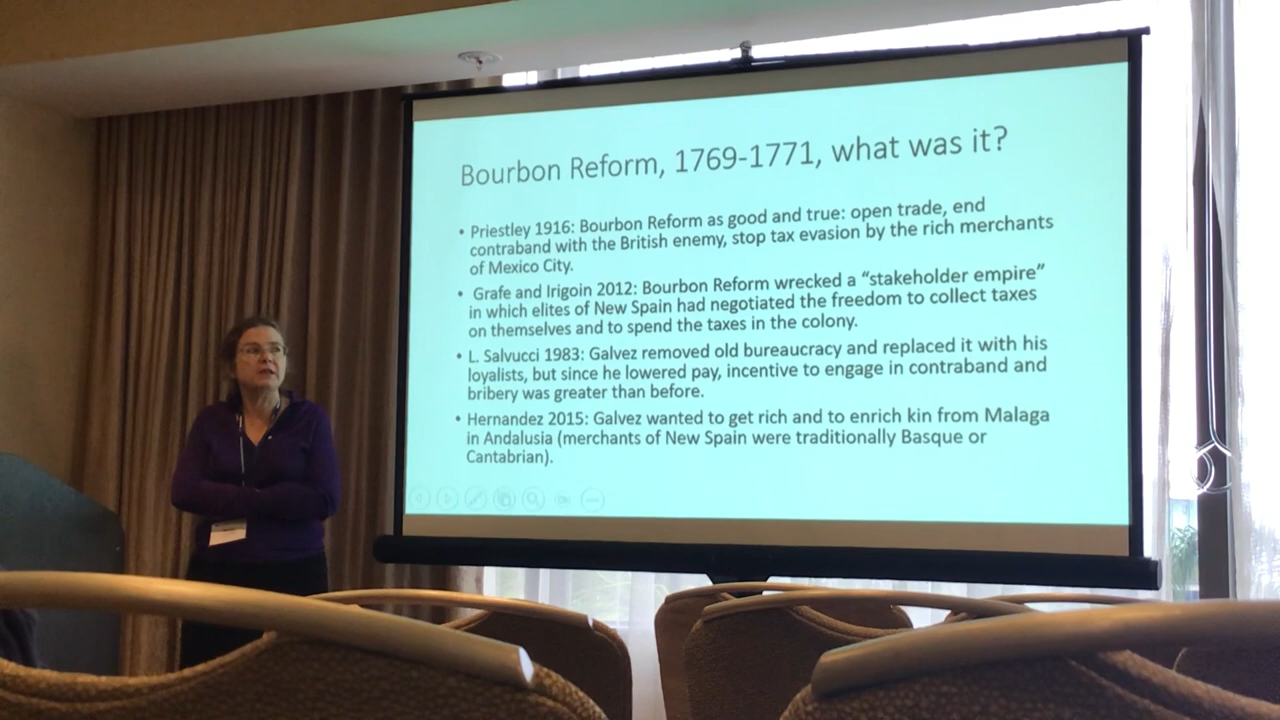 Bourbon Reform, 1769-1771, what was it?
• Priestley 1916: Bourbon Reform as good and true: open trade, end
contraband with the British enemy, stop tax evasion by the rich merchants
of Mexico City.
• Grafe and Irigoin 2012: Bourbon Reform wrecked a “stakeholder empire”
in which elites of New Spain had negotiated the freedom to collect taxes
on themselves and to spend the taxes in the colony.
• L. Salvucci 1983: Galvez removed old bureaucracy and replaced it with his
loyalists, but since he lowered pay, incentive to engage in contraband and
bribery was greater than before.
• Hernandez 2015: Galvez wanted to get rich and to enrich kin from Malaga
in Andalusia (merchants of New Spain were traditionally Basque or
Cantabrian).